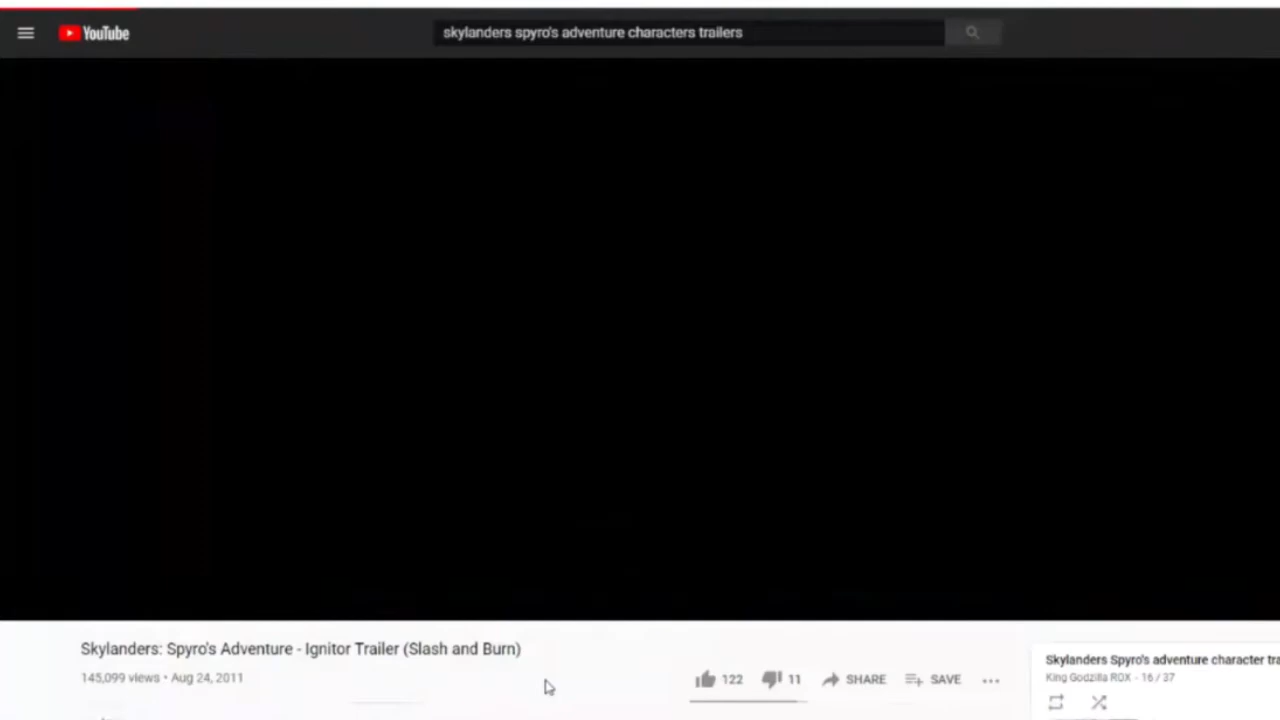 YouTube
skylanders spyro's adventure characters trailers
Skylanders: Spyro's Adventure - Ignitor Trailer (Slash and Burn)
145,099 views • Aug 24, 2011
122
11
SHARE
SAVE
Skylanders Spyro's adventure character tra
King Godzilla ROX - 16 / 37